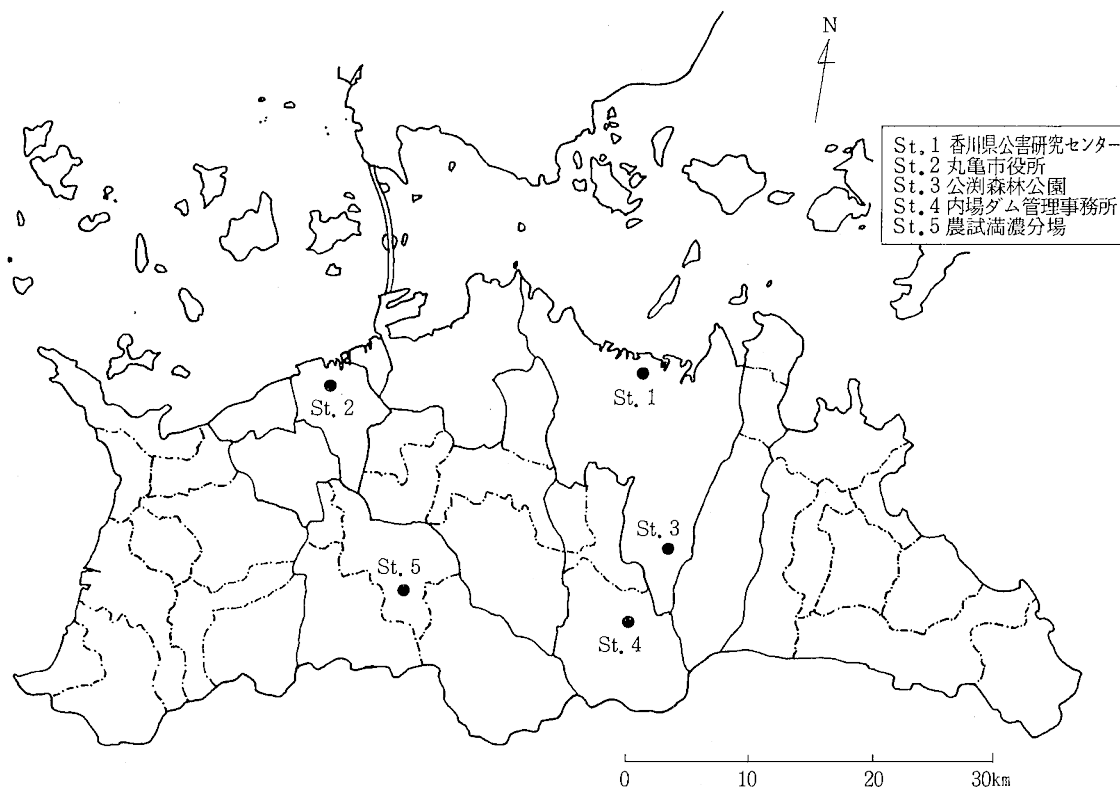 N
St.1 香川県公害研究センター
St.2 丸亀市役所
St.3 公渕森林公園
St.4 内場ダム管理事務所
St.5 農試満濃分場
St.1
St.2
St.3
St.5
St.4
0 10 20 30km